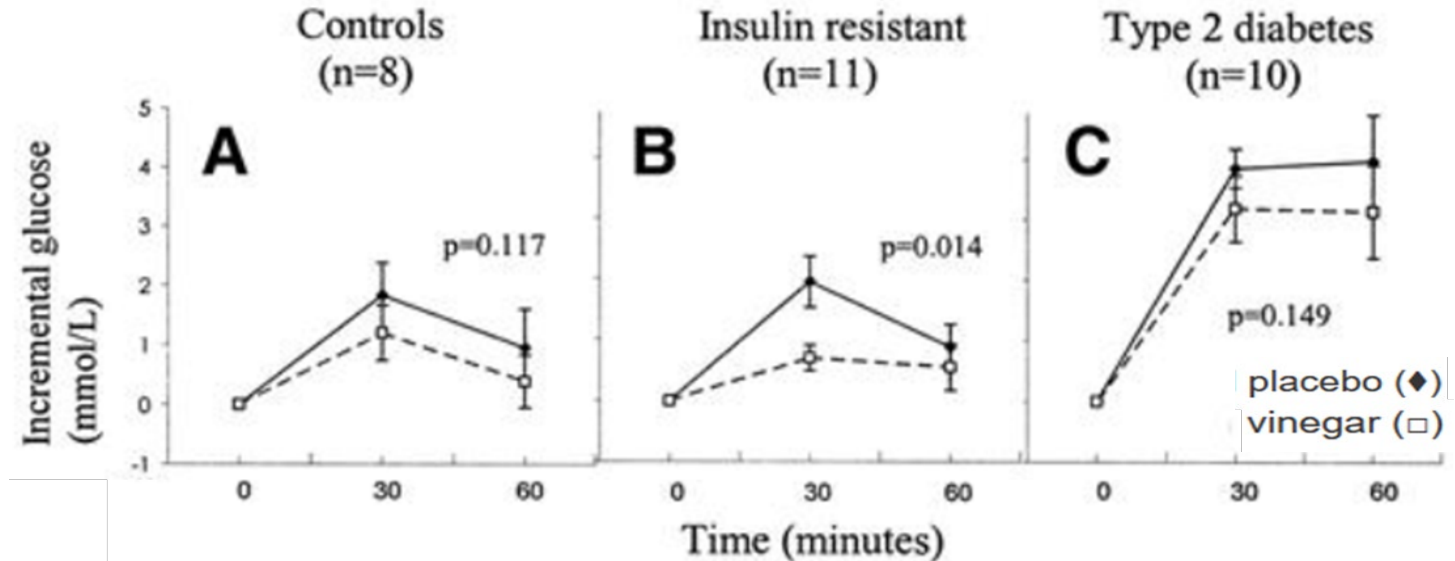 Controls
(n=8)
Insulin resistant
(n=11)
Type 2 diabetes
(n=10)
Incremental glucose
(mmol/L)
5
4
3
2
1
0
-1
A
p=0.117
0 30 60
B
p=0.014
0 30 60
C
p=0.149
placebo (♦)
vinegar (□)
0 30 60
Time (minutes)